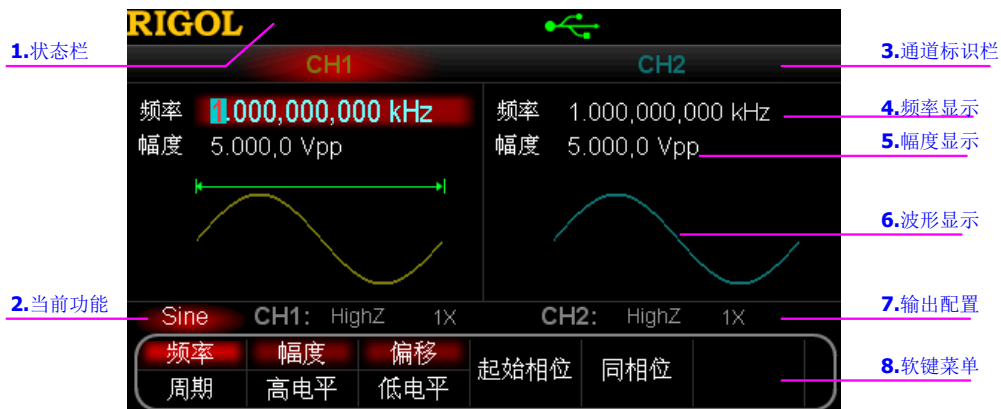 RIGOL
1.状态栏
CH1 CH2
3.通道标识栏
频率 1.000,000,000 kHz 频率 1.000,000,000 kHz
4.频率显示
幅度 5.000,0 Vpp 幅度 5.000,0 Vpp
5.幅度显示
6.波形显示
2.当前功能
Sine CH1: HighZ 1X CH2: HighZ 1X
7.输出配置
频率 幅度 偏移
起始相位 同相位
周期 高电平 低电平
8.软键菜单